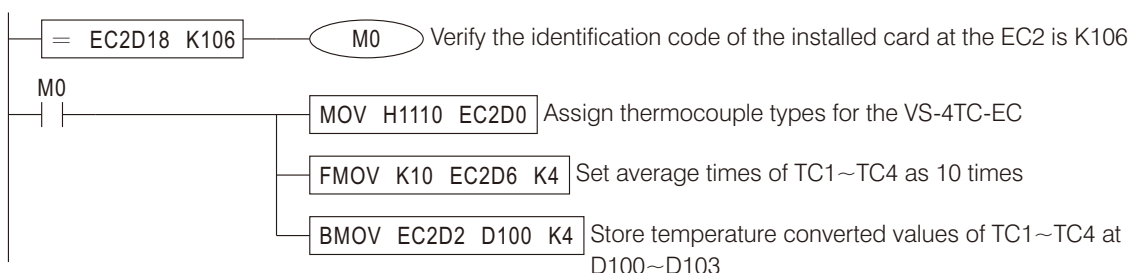 = EC2D18 K106 M0 Verify the identification code of the installed card at the EC2 is K106
M0
MOV H1110 EC2D0 Assign thermocouple types for the VS-4TC-EC
FMOV K10 EC2D6 K4 Set average times of TC1~TC4 as 10 times
BMOV EC2D2 D100 K4 Store temperature converted values of TC1~TC4 at
D100~D103